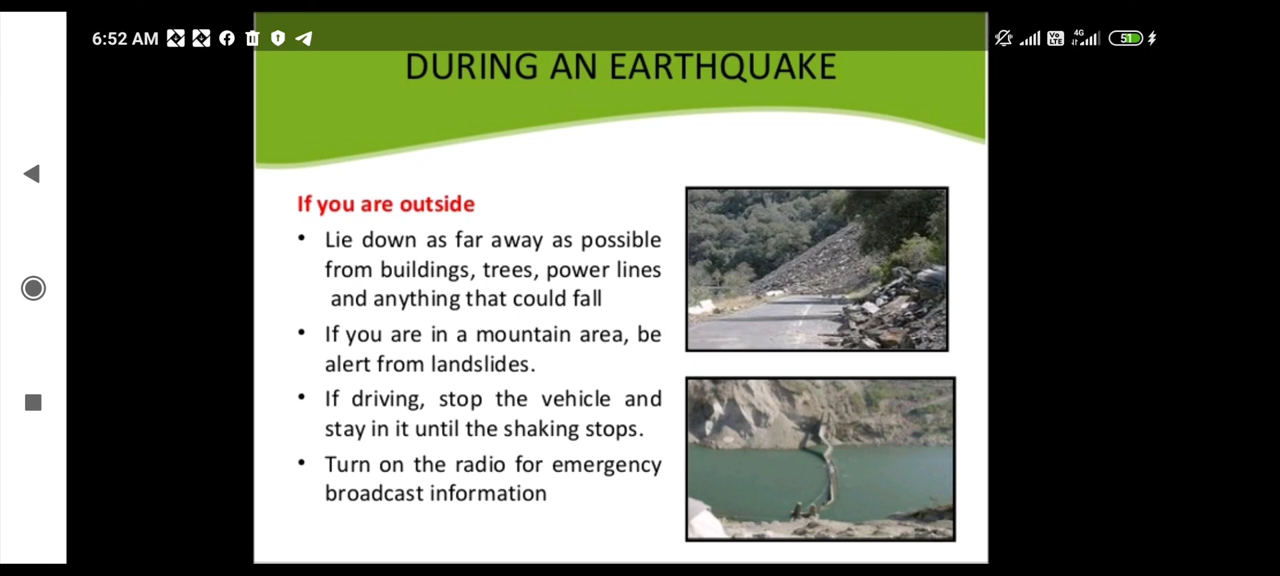 6:52 AM
Vo
LTE
4G
51
DURING AN EARTHQUAKE
If you are outside
• Lie down as far away as possible
from buildings, trees, power lines
and anything that could fall
• If you are in a mountain area, be
alert from landslides.
• If driving, stop the vehicle and
stay in it until the shaking stops.
• Turn on the radio for emergency
broadcast information